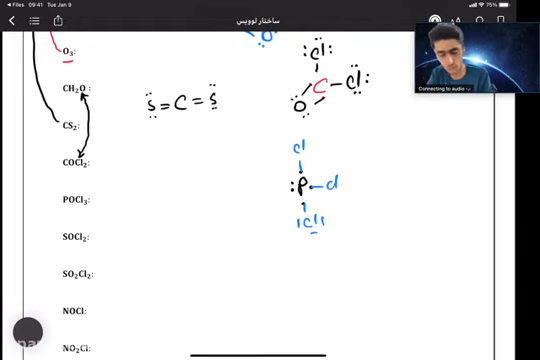 09:41 Tue Jan 9
75%
ساختار لوویس
AA
O₃:
CH₂O:
CS₂:
COCl₂:
POCl₃:
SOCl₂:
SO₂Cl₂:
NOCl:
NO₂Cl:
S=C=S
Cl
C-Cl
O
Cl
:P-Cl
Cl
Connecting to audio